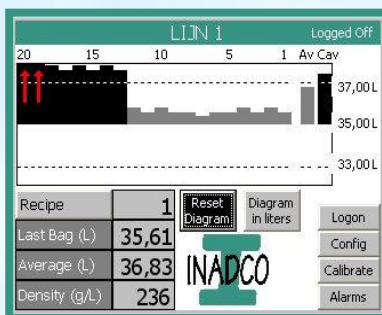 LIJN 1 Logged Off
20 15 10 5 1 Av Cav
37,00L
35,00L
33,00L
Recipe 1
Reset Diagram
Diagram in liters
Logon
Last Bag (L) 35,61
Config
Average (L) 36,83
INADCO
Calibrate
Density (g/L) 236
Alarms